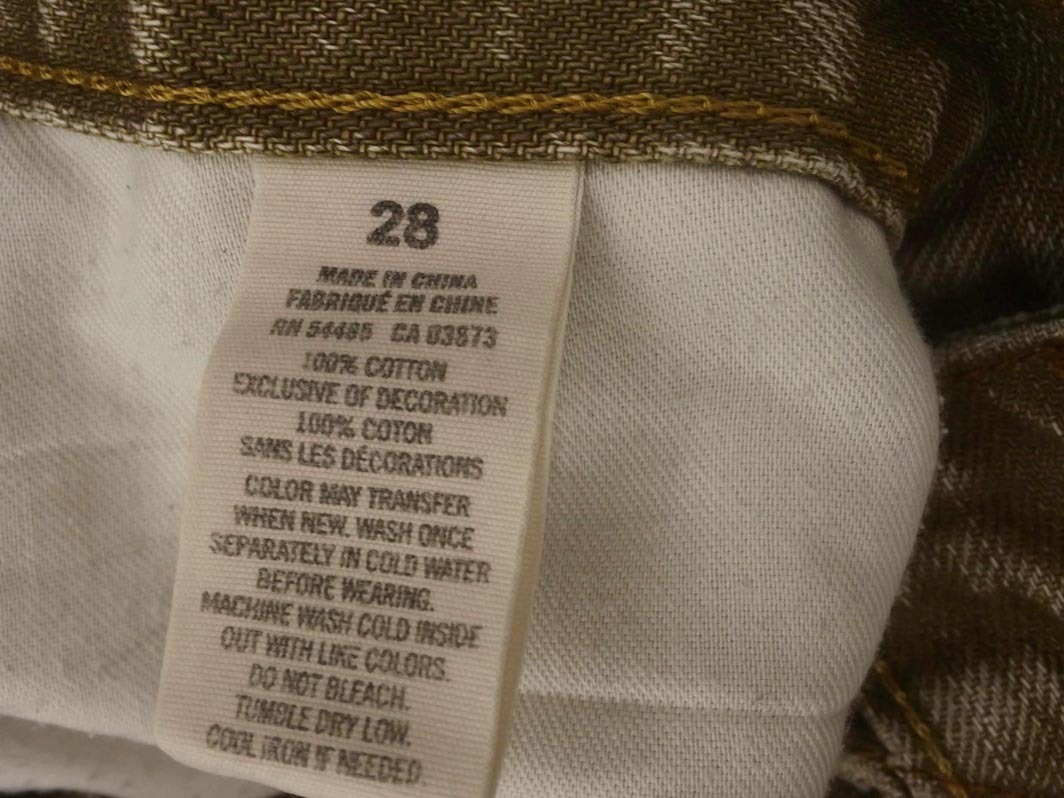 28
MADE IN CHINA
FABRIQUÉ EN CHINE
RN 54485 CA 03873
100% COTTON
EXCLUSIVE OF DECORATION
100% COTON
SANS LES DÉCORATIONS
COLOR MAY TRANSFER
WHEN NEW. WASH ONCE
SEPARATELY IN COLD WATER
BEFORE WEARING.
MACHINE WASH COLD INSIDE
OUT WITH LIKE COLORS.
DO NOT BLEACH.
TUMBLE DRY LOW.
COOL IRON IF NEEDED.